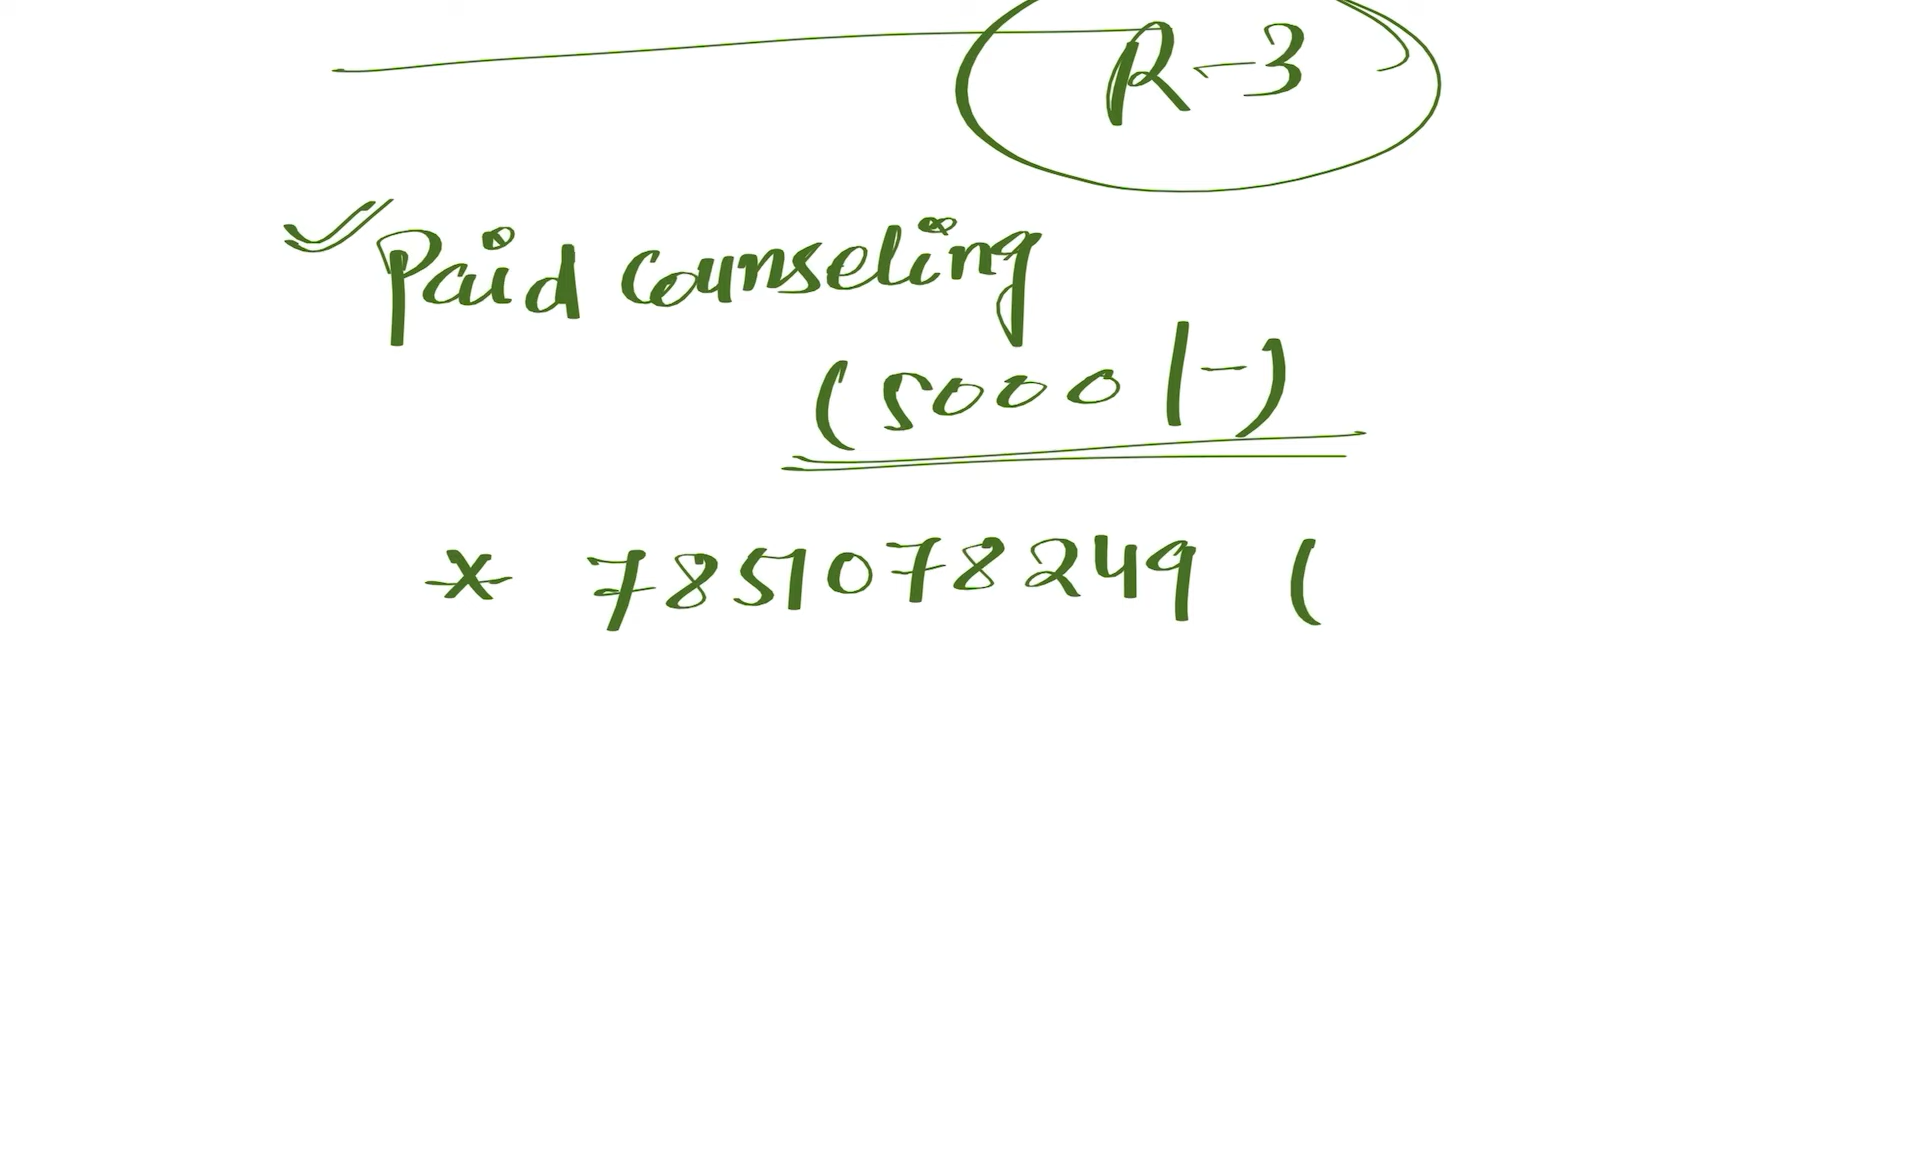 R-3
Paid Counseling
(5000/-)
* 7851078249 (